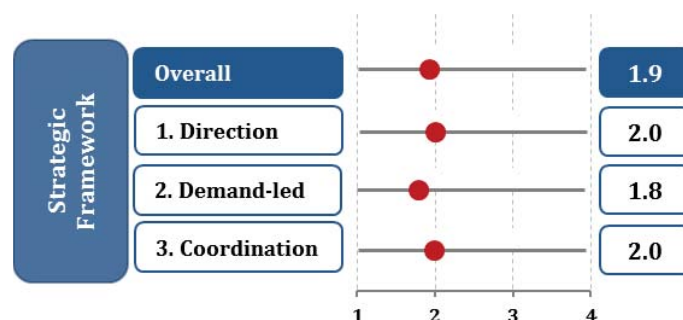 Strategic
Framework
Overall
1.9
1. Direction
2.0
2. Demand-led
1.8
3. Coordination
2.0
1 2 3 4